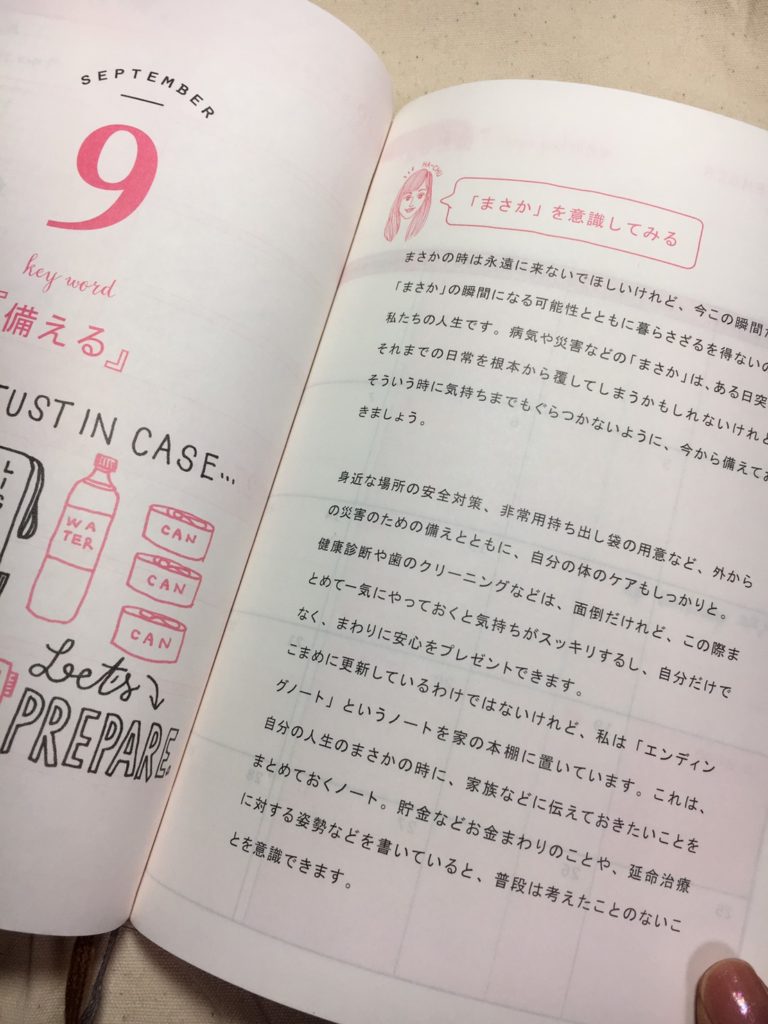 SEPTEMBER
9
key word
『備える』
JUST IN CASE...
WA
TER
CAN
CAN
CAN
Let's
PREPARE.
HA-CHU
「まさか」を意識してみる
まさかの時は永遠に来ないでほしいけれど、今この瞬間
「まさか」の瞬間になる可能性とともに暮らさざるを得ないの
私たちの人生です。病気や災害などの「まさか」は、ある日突
それまでの日常を根本から覆してしまうかもしれないけれど
そういう時に気持ちまでもぐらつかないように、今から備えてお
きましょう。
身近な場所の安全対策、非常用持ち出し袋の用意など、外から
の災害のための備えとともに、自分の体のケアもしっかりと。
健康診断や歯のクリーニングなどは、面倒だけれど、この際ま
とめて一気にやっておくと気持ちがスッキリするし、自分だけで
なく、まわりに安心をプレゼントできます。
こまめに更新しているわけではないけれど、私は「エンディン
グノート」というノートを家の本棚に置いています。これは、
自分の人生のまさかの時に、家族などに伝えておきたいことを
まとめておくノート。貯金などお金まわりのことや、延命治療
に対する姿勢などを書いていると、普段は考えたことのないこ
とを意識できます。